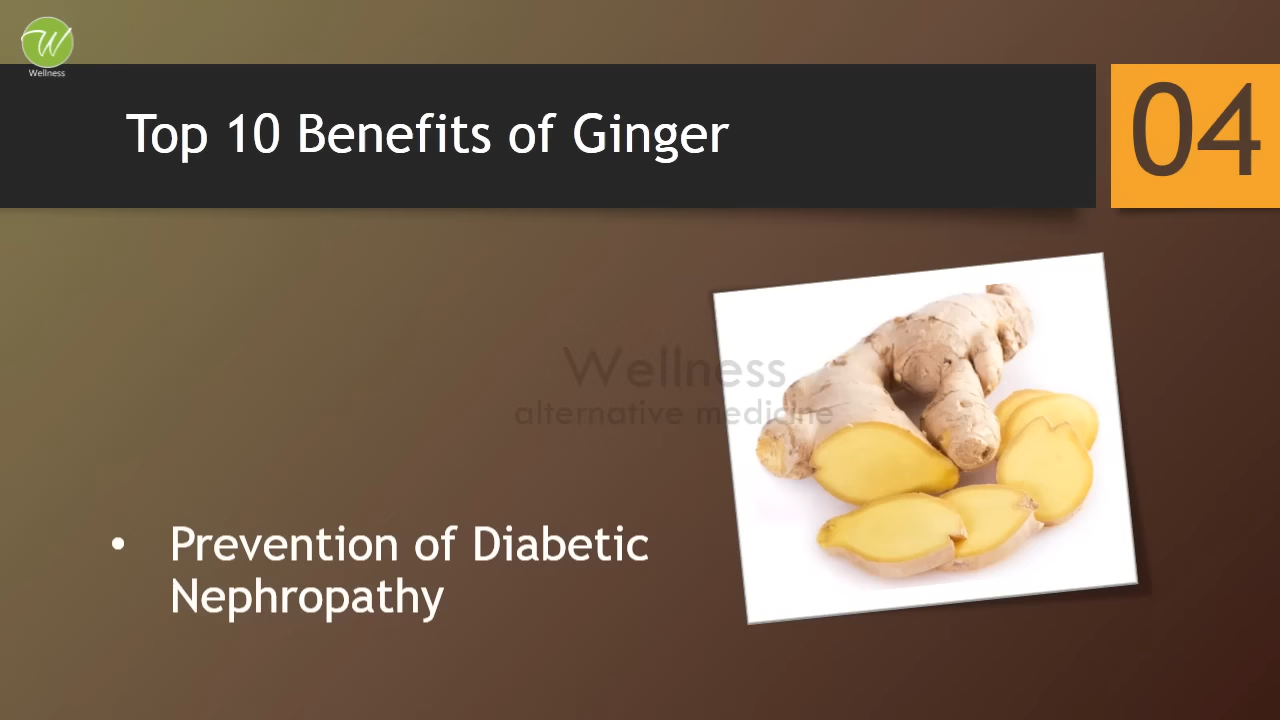 Wellness
Top 10 Benefits of Ginger
04
Wellness
alternative medicine
• Prevention of Diabetic
Nephropathy